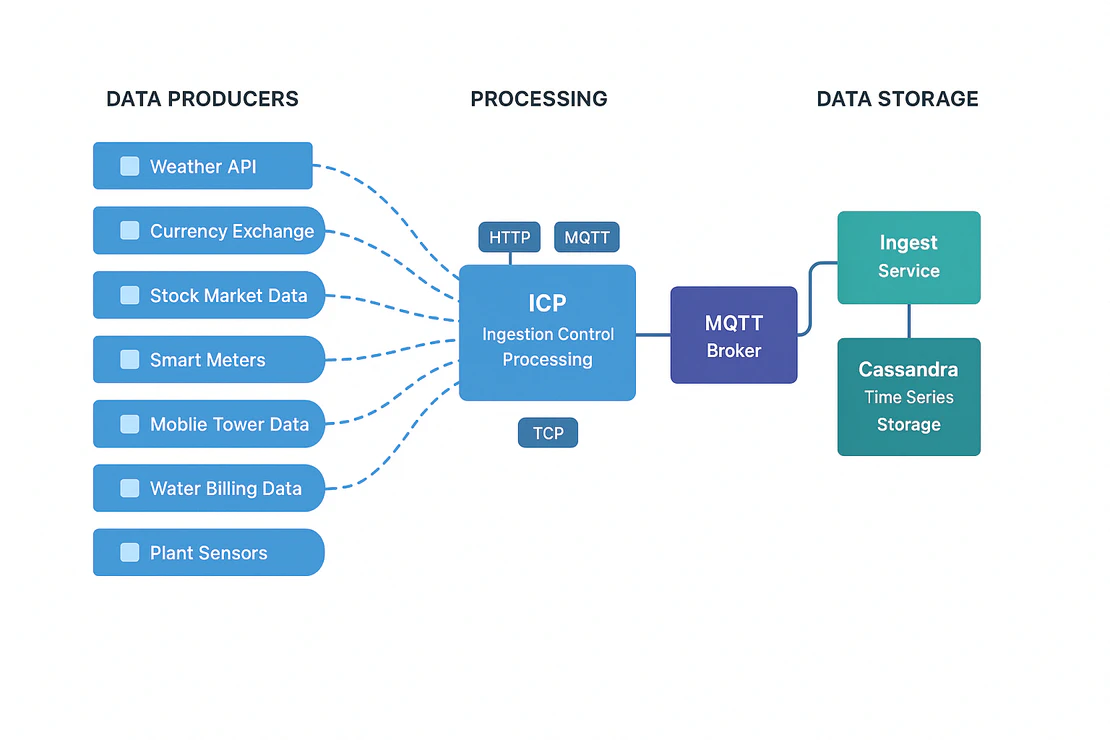 DATA PRODUCERS
PROCESSING
DATA STORAGE
Weather API
Currency Exchange
Stock Market Data
Smart Meters
Moblie Tower Data
Water Billing Data
Plant Sensors
HTTP
MQTT
ICP
Ingestion Control
Processing
TCP
MQTT
Broker
Ingest
Service
Cassandra
Time Series
Storage